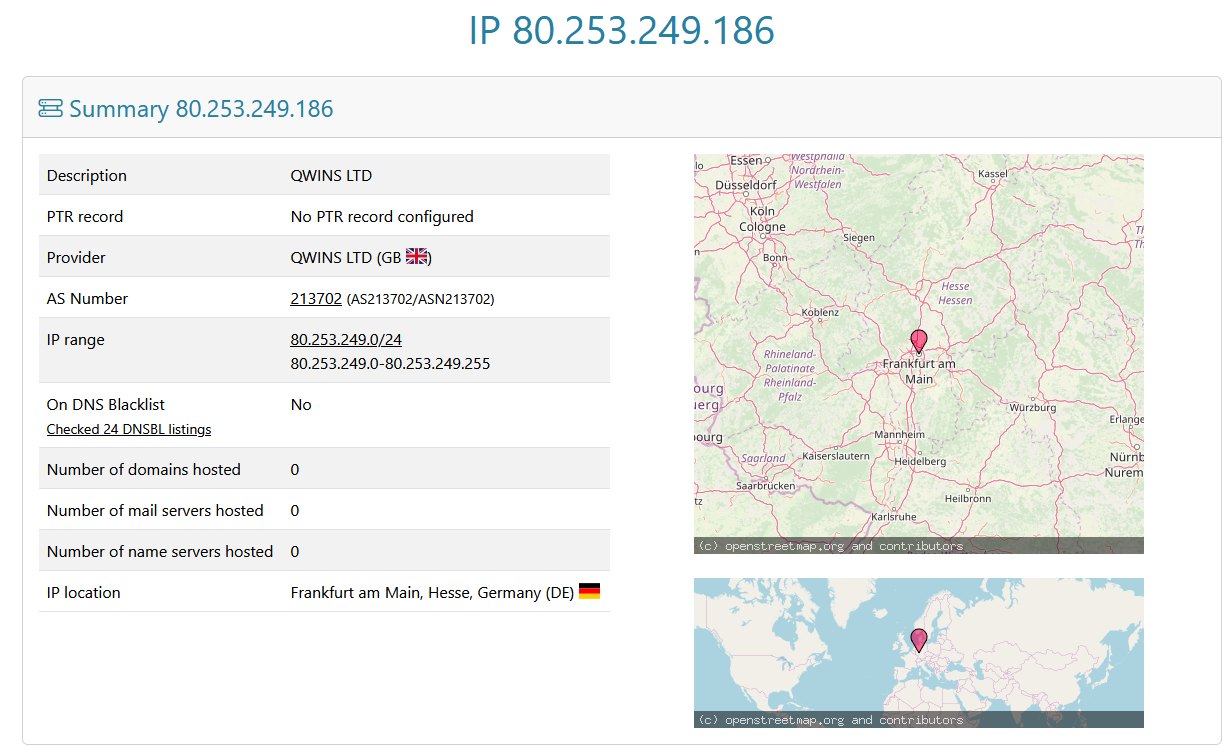 IP 80.253.249.186
Summary 80.253.249.186
Description QWINS LTD
PTR record No PTR record configured
Provider QWINS LTD (GB )
AS Number 213702 (AS213702/ASN213702)
IP range 80.253.249.0/24
80.253.249.0-80.253.249.255
On DNS Blacklist No
Checked 24 DNSBL listings
Number of domains hosted 0
Number of mail servers hosted 0
Number of name servers hosted 0
IP location Frankfurt am Main, Hesse, Germany (DE)
Essen
Westphalia
Nordrhein-
Westfalen
Kassel
Düsseldorf
Köln
Cologne
Siegen
Bonn
Hesse
Hessen
Koblenz
Rhineland-
Palatinate
Rheinland-
Pfalz
Frankfurt am
Main
Würzburg
Erlange
Mannheim
Kaiserslautern
Heidelberg
Saarland
Nürnb
Nurem
Saarbrücken
Heilbronn
Karlsruhe
(c) openstreetmap.org and contributors
(c) openstreetmap.org and contributors